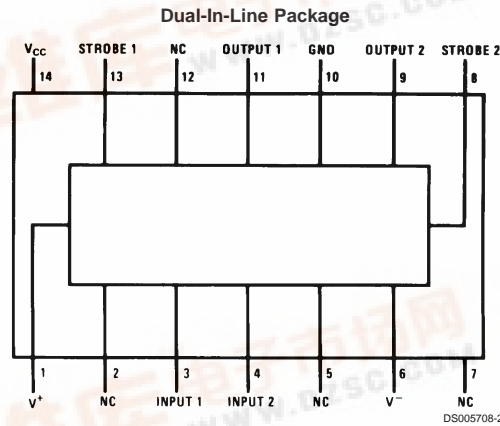 Dual-In-Line Package
V_CC STROBE 1 NC OUTPUT 1 GND OUTPUT 2 STROBE 2
14 13 12 11 10 9 8
1 2 3 4 5 6 7
V⁺ NC INPUT 1 INPUT 2 NC V⁻ NC
DS005708-2